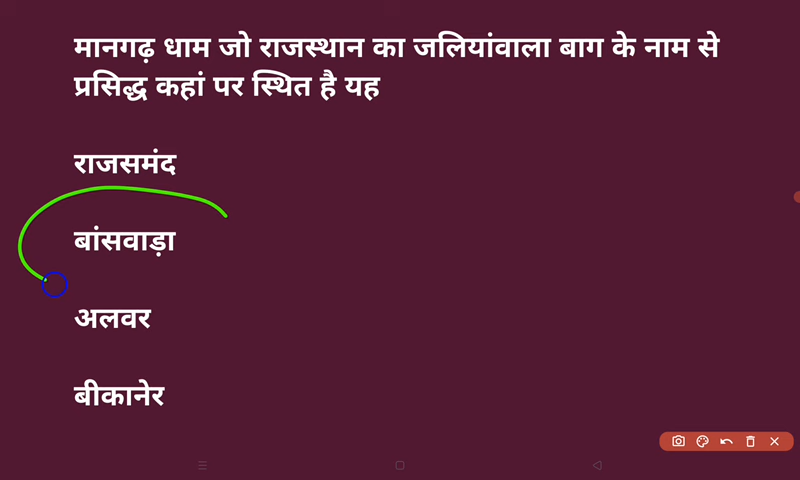 मानगढ़ धाम जो राजस्थान का जलियांवाला बाग के नाम से
प्रसिद्ध कहां पर स्थित है यह
राजसमंद
बांसवाड़ा
अलवर
बीकानेर